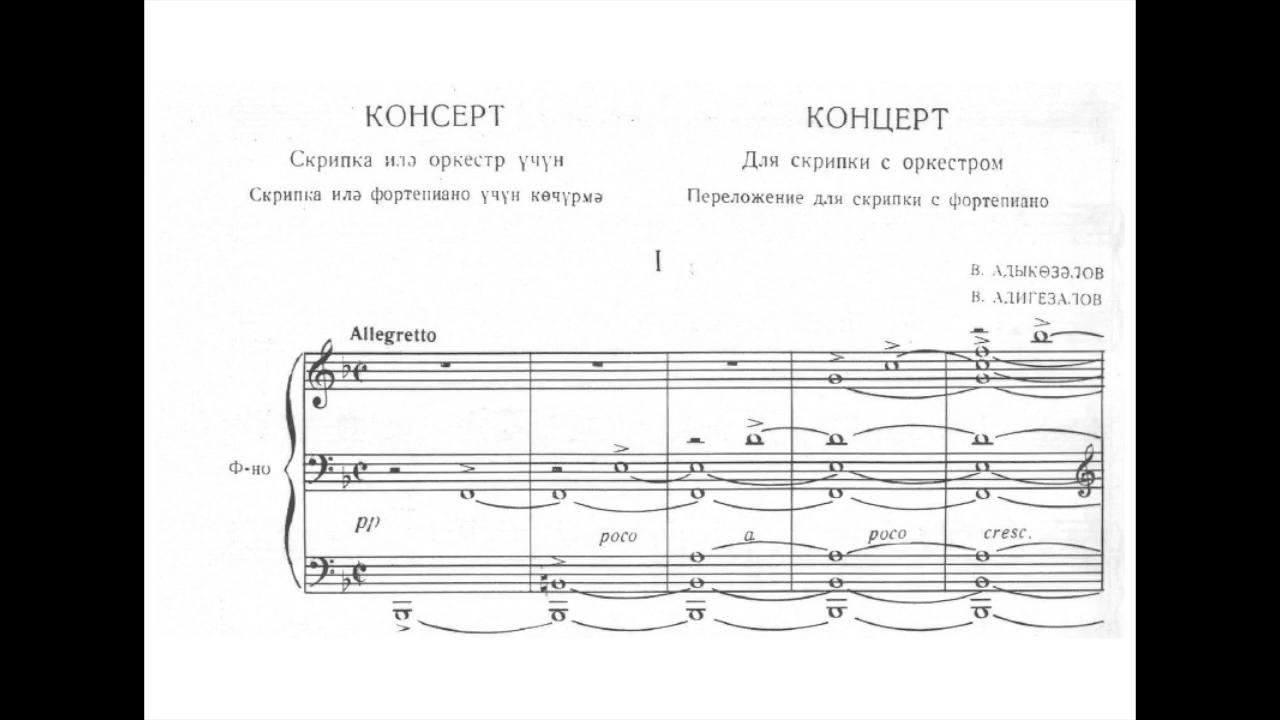 КОНСЕРТ
Скрипка илә оркестр үчүн
Скрипка илә фортепиано үчүн көчүрмә
КОНЦЕРТ
Для скрипки с оркестром
Переложение для скрипки с фортепиано
I
В. АДЫКӨЗӘЛОВ
В. АДИГЕЗАЛОВ
Allegretto
Ф-но
pp
poco a poco cresc.